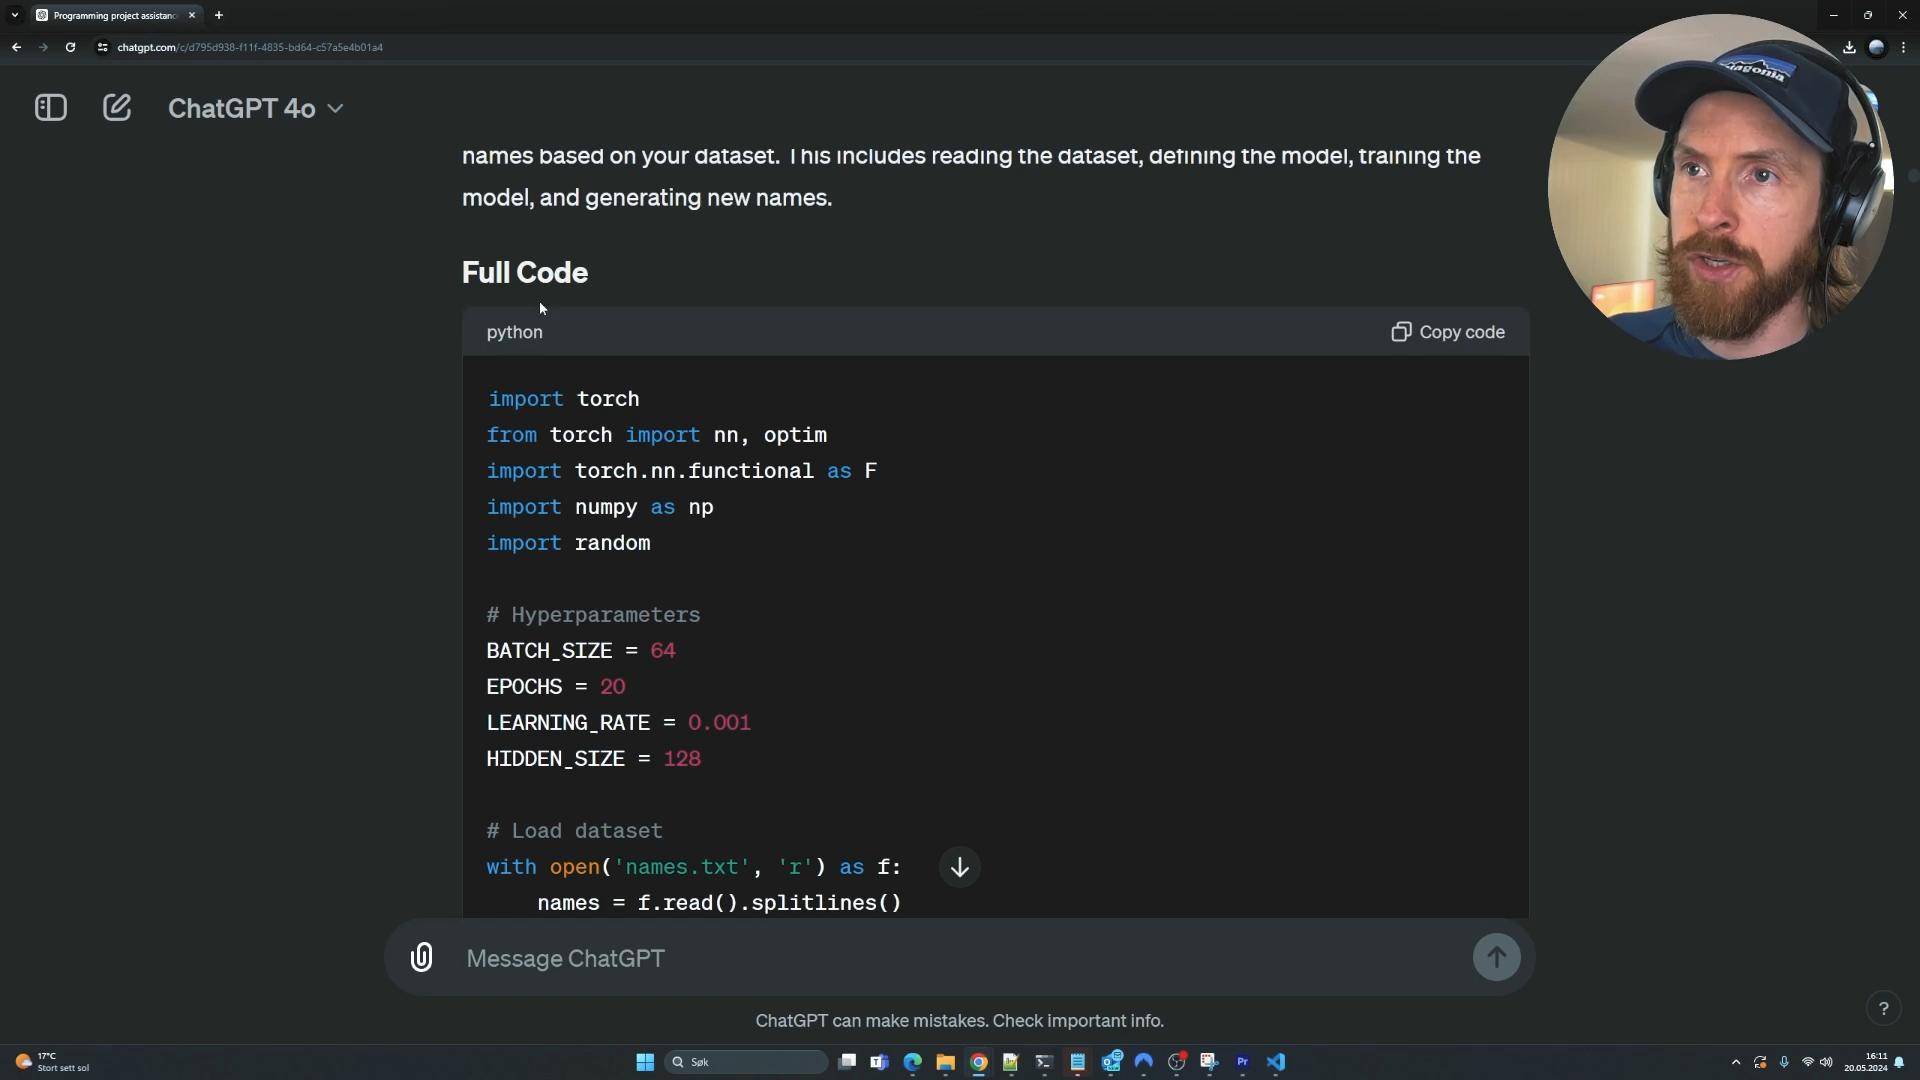 Programming project assistanc
chatgpt.com/c/d795d938-f11f-4835-bd64-c57a5e4b01a4
ChatGPT 4o
names based on your dataset. This includes reading the dataset, defining the model, training the
model, and generating new names.
Full Code
python
Copy code
import torch
from torch import nn, optim
import torch.nn.functional as F
import numpy as np
import random
# Hyperparameters
BATCH_SIZE = 64
EPOCHS = 20
LEARNING_RATE = 0.001
HIDDEN_SIZE = 128
# Load dataset
with open('names.txt', 'r') as f:
names = f.read().splitlines()
Message ChatGPT
ChatGPT can make mistakes. Check important info.
?
patagonia
17°C
Stort sett sol
Søk
Pr
16:11
20.05.2024